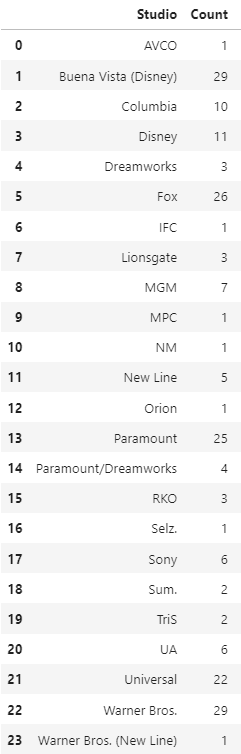 Studio Count
0 AVCO 1
1 Buena Vista (Disney) 29
2 Columbia 10
3 Disney 11
4 Dreamworks 3
5 Fox 26
6 IFC 1
7 Lionsgate 3
8 MGM 7
9 MPC 1
10 NM 1
11 New Line 5
12 Orion 1
13 Paramount 25
14 Paramount/Dreamworks 4
15 RKO 3
16 Selz. 1
17 Sony 6
18 Sum. 2
19 TriS 2
20 UA 6
21 Universal 22
22 Warner Bros. 29
23 Warner Bros. (New Line) 1